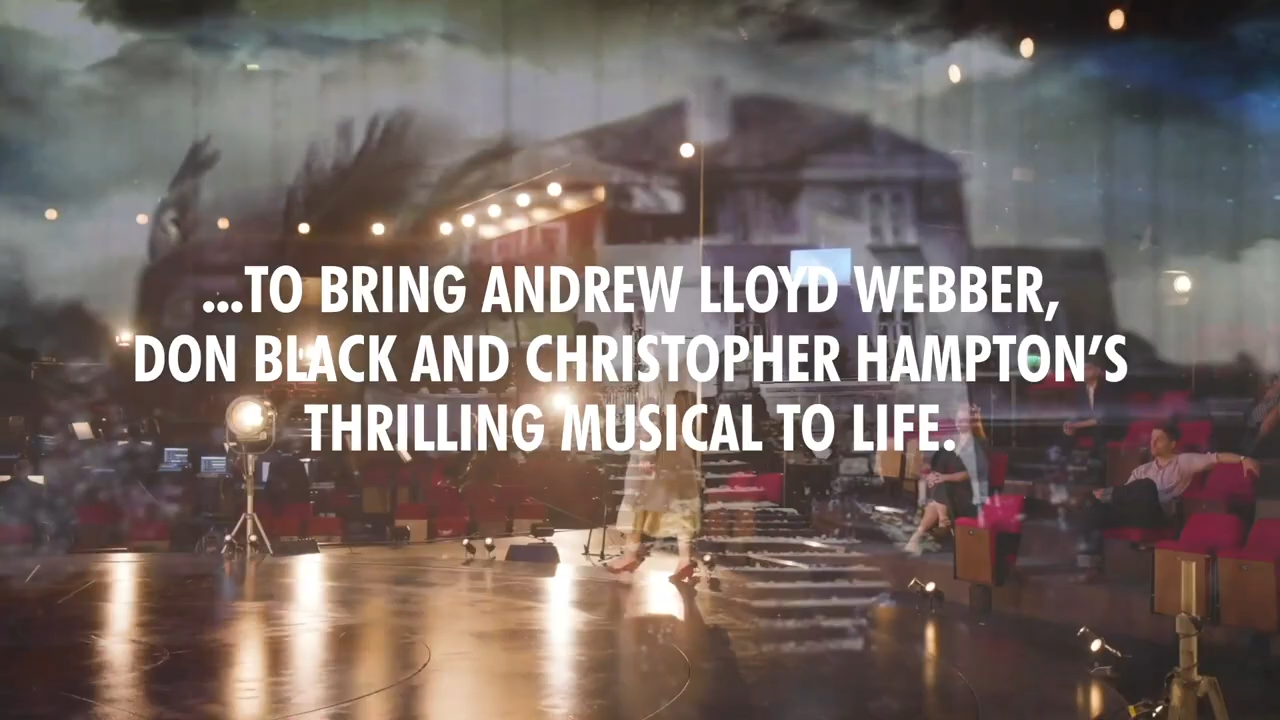 ...TO BRING ANDREW LLOYD WEBBER,
DON BLACK AND CHRISTOPHER HAMPTON'S
THRILLING MUSICAL TO LIFE.